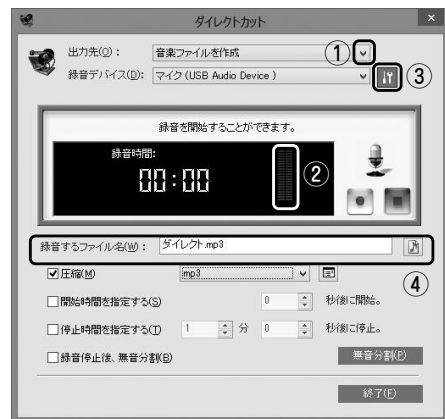 ダイレクトカット
出力先(O)： 音楽ファイルを作成 ①
録音デバイス(D)： マイク (USB Audio Device ) ③
録音を開始することができます。
録音時間:
00:00 ②
録音するファイル名(W)： ダイレクト.mp3
圧縮(M) mp3 ④
開始時間を指定する(S) 0 秒後に開始。
停止時間を指定する(T) 1 分 0 秒後に停止。
録音停止後、無音分割(B) 無音分割(P)
終了(E)